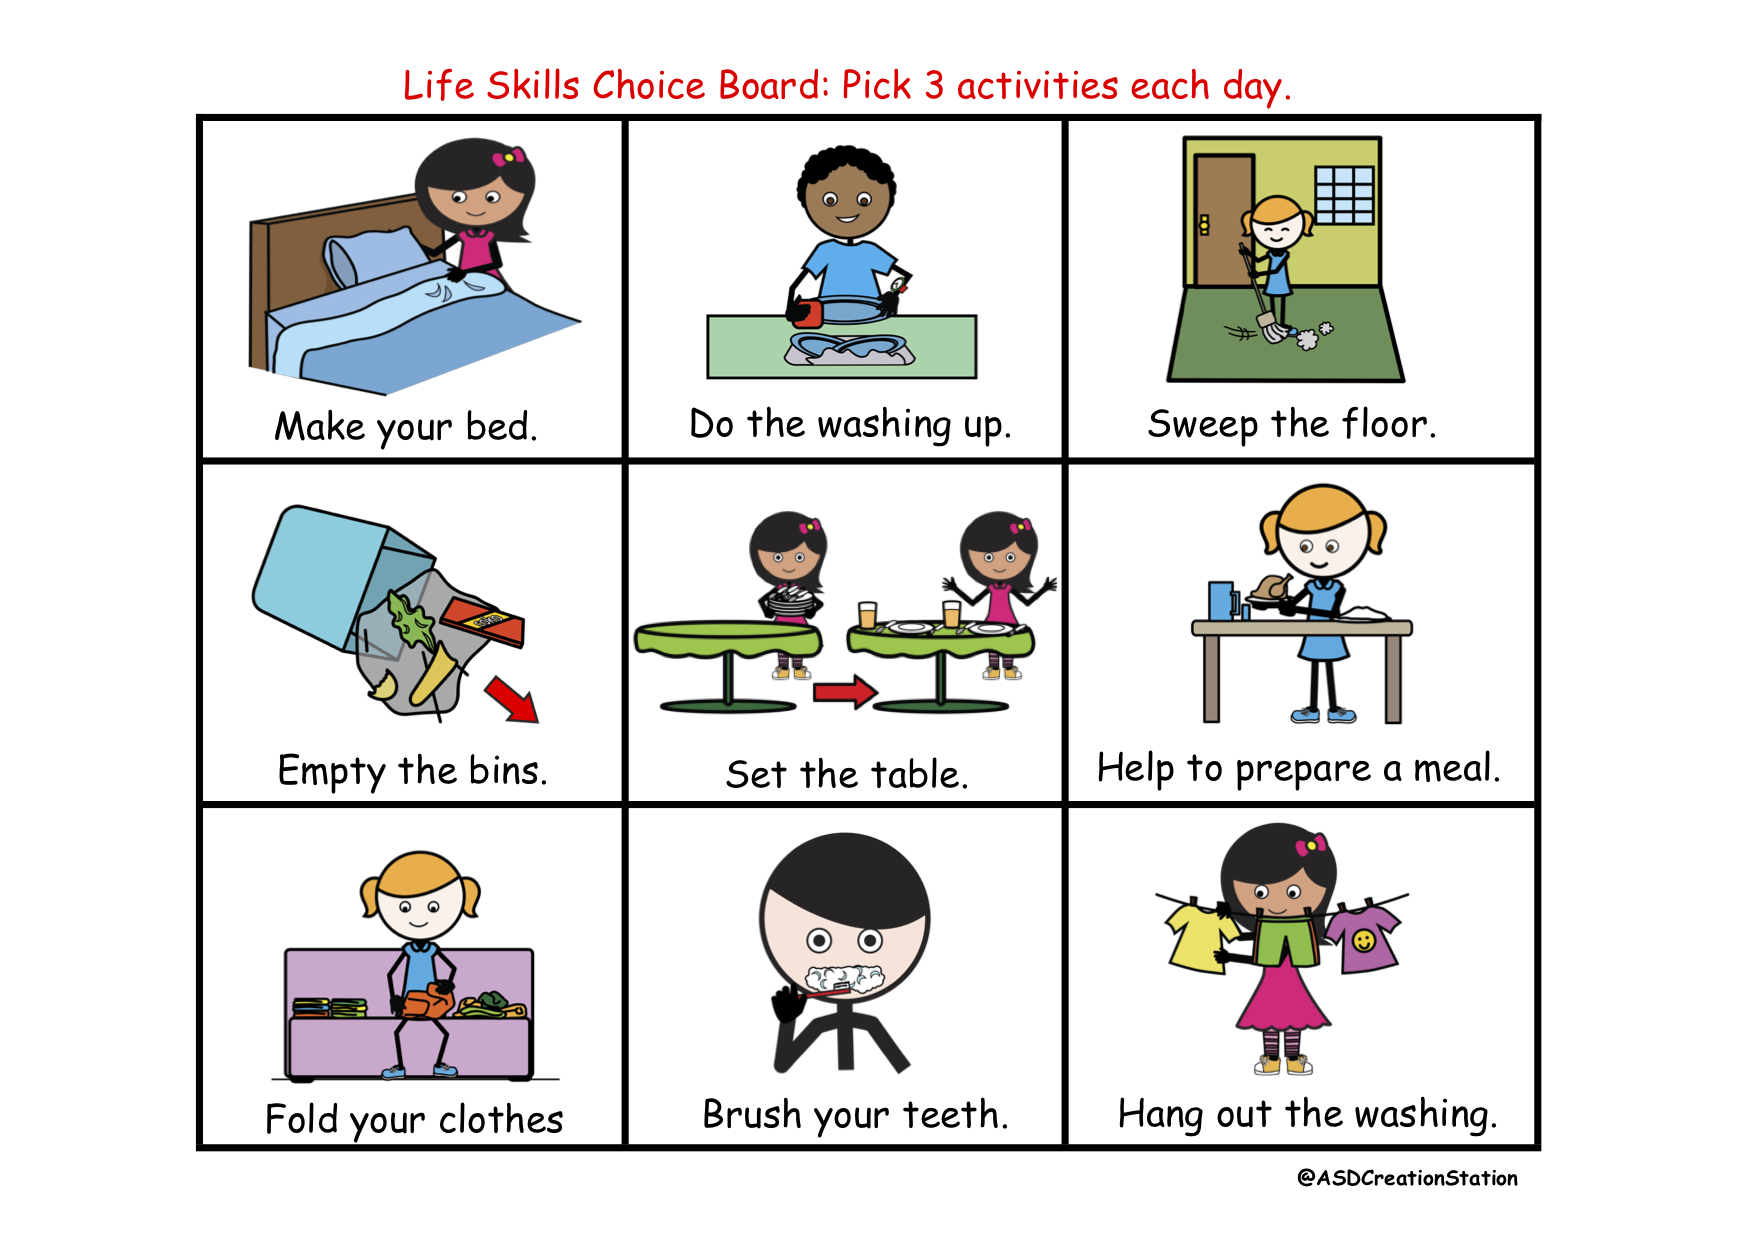 Life Skills Choice Board: Pick 3 activities each day.
Make your bed.
Do the washing up.
Sweep the floor.
Empty the bins.
Set the table.
Help to prepare a meal.
Fold your clothes
Brush your teeth.
Hang out the washing.
@ASDCreationStation